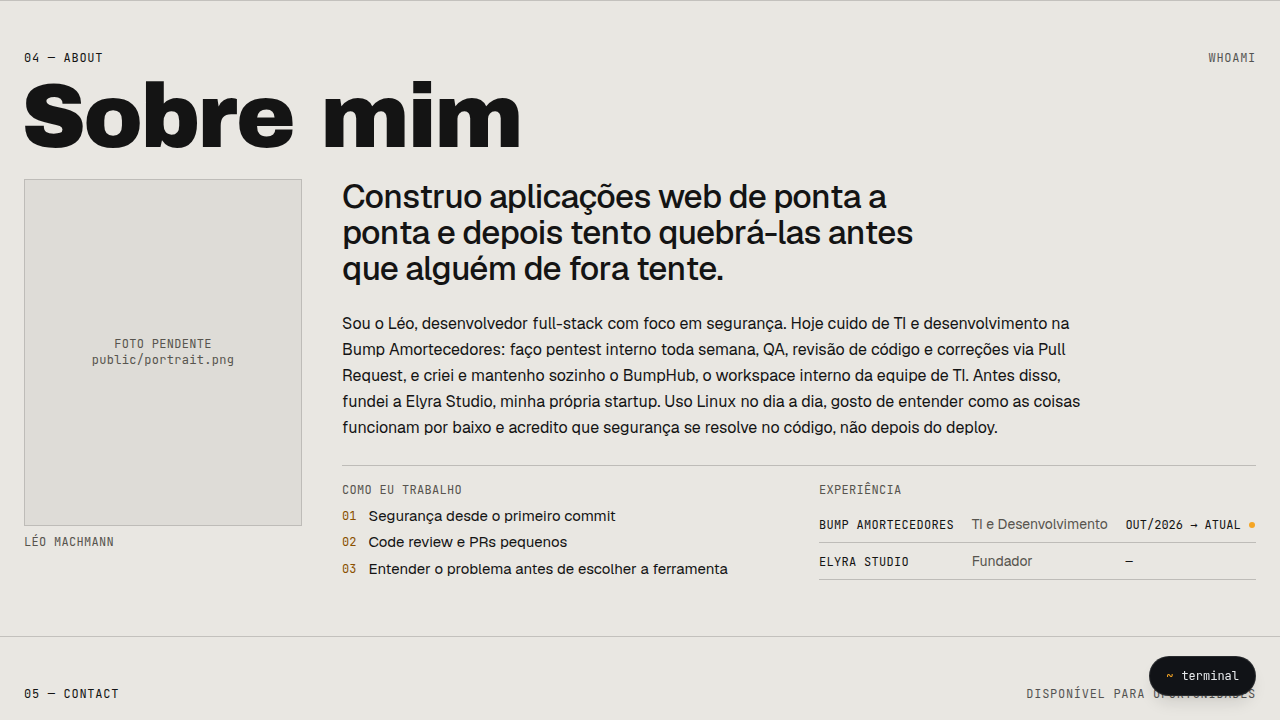 04 — ABOUT
WHOAMI
Sobre mim
FOTO PENDENTE
public/portrait.png
LÉO MACHMANN
Construo aplicações web de ponta a
ponta e depois tento quebrá-las antes
que alguém de fora tente.
Sou o Léo, desenvolvedor full-stack com foco em segurança. Hoje cuido de TI e desenvolvimento na
Bump Amortecedores: faço pentest interno toda semana, QA, revisão de código e correções via Pull
Request, e criei e mantenho sozinho o BumpHub, o workspace interno da equipe de TI. Antes disso,
fundei a Elyra Studio, minha própria startup. Uso Linux no dia a dia, gosto de entender como as coisas
funcionam por baixo e acredito que segurança se resolve no código, não depois do deploy.
COMO EU TRABALHO
01 Segurança desde o primeiro commit
02 Code review e PRs pequenos
03 Entender o problema antes de escolher a ferramenta
EXPERIÊNCIA
BUMP AMORTECEDORES TI e Desenvolvimento OUT/2026 → ATUAL
ELYRA STUDIO Fundador —
05 — CONTACT
DISPONÍVEL PARA
~ terminal